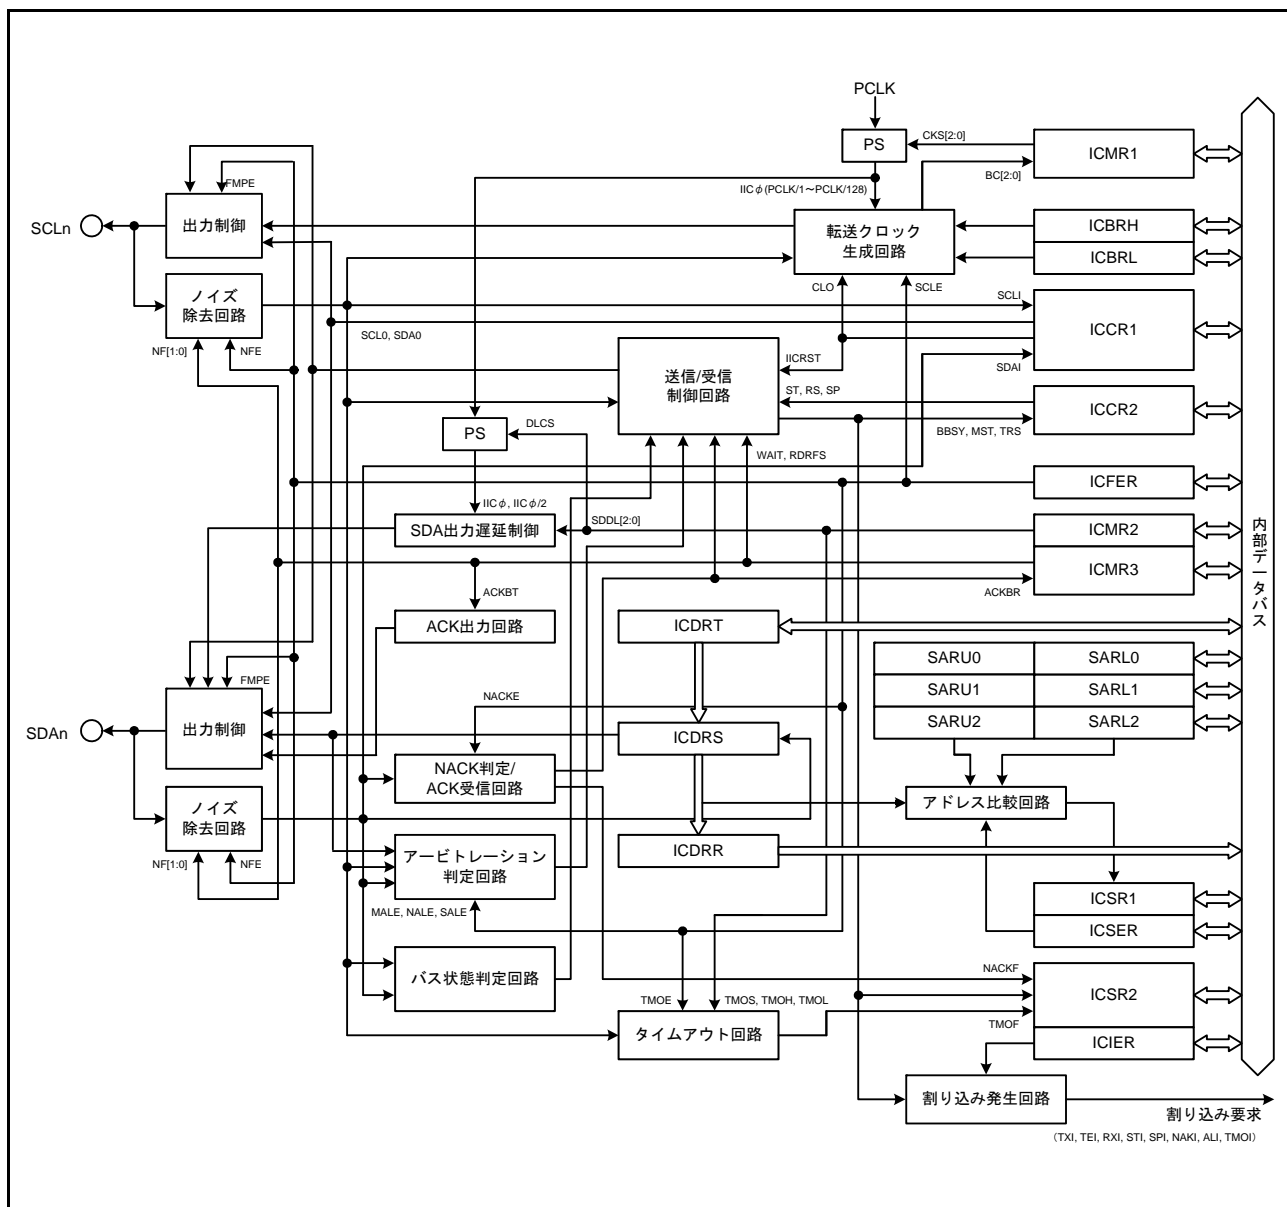 PCLK
PS
CKS[2:0]
ICMR1
BC[2:0]
IICφ(PCLK/1～PCLK/128)
FMPE
SCLn
出力制御
転送クロック
生成回路
ICBRH
ICBRL
ノイズ
除去回路
CLO
SCLE
SCLI
SCL0, SDA0
ICCR1
NF[1:0]
NFE
送信/受信
制御回路
IICRST
SDAI
ST, RS, SP
ICCR2
BBSY, MST, TRS
PS
DLCS
WAIT, RDRFS
ICFER
IICφ, IICφ/2
SDA出力遅延制御
SDDL[2:0]
ICMR2
ICMR3
ACKBT
ACKBR
ACK出力回路
ICDRT
内部データバス
SARU0
SARL0
SARU1
SARL1
SARU2
SARL2
FMPE
SDAn
出力制御
NACKE
ICDRS
NACK判定/
ACK受信回路
アドレス比較回路
ノイズ
除去回路
NF[1:0]
NFE
アービトレーション
判定回路
ICDRR
MALE, NALE, SALE
ICSR1
ICSER
バス状態判定回路
NACKF
ICSR2
TMOE
TMOS, TMOH, TMOL
タイムアウト回路
TMOF
ICIER
割り込み発生回路
割り込み要求
（TXI, TEI, RXI, STI, SPI, NAKI, ALI, TMOI）